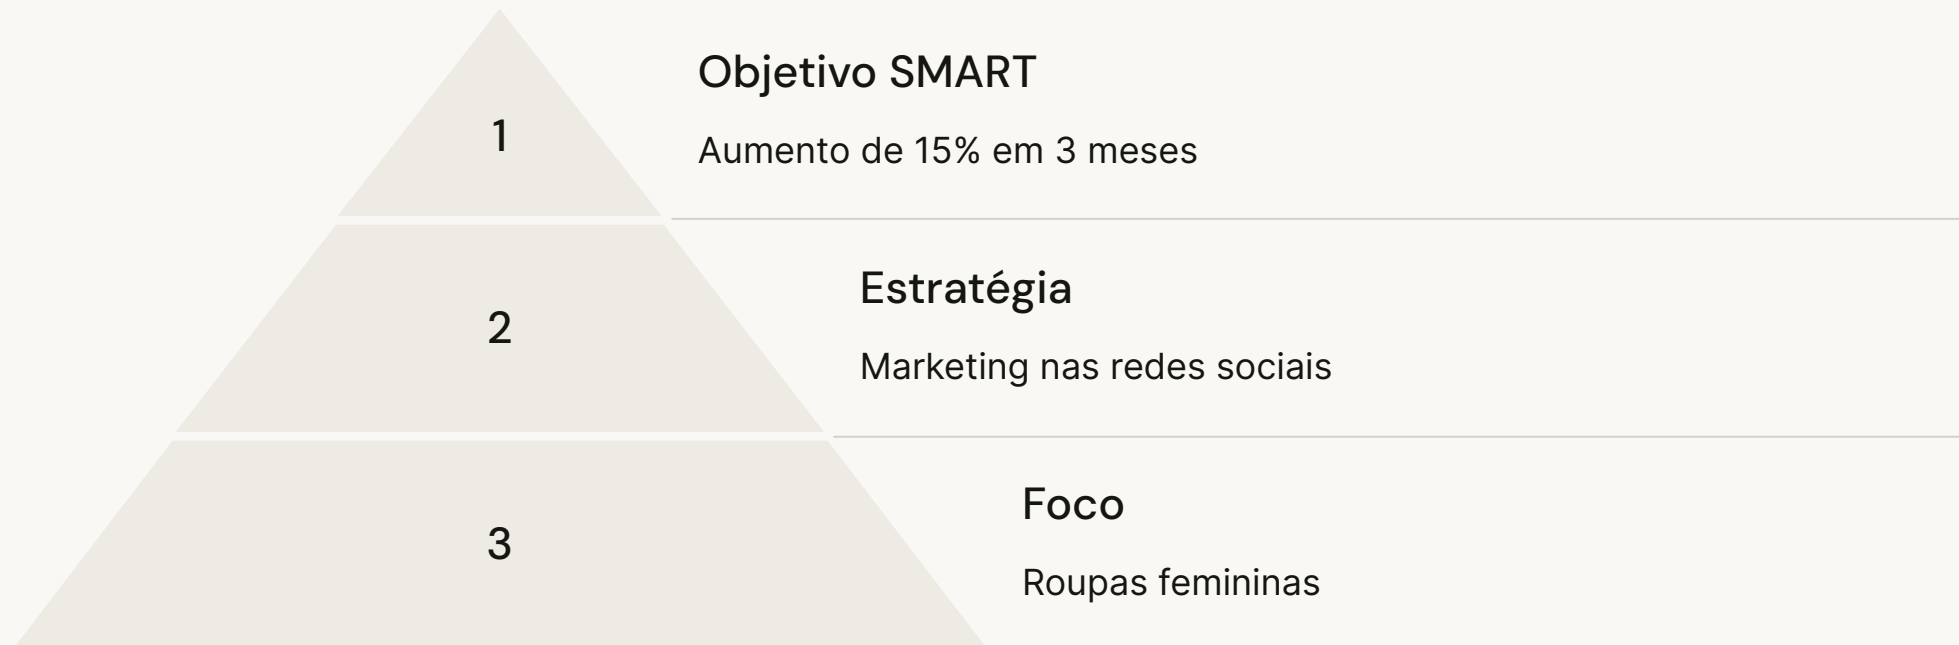 1
Objetivo SMART
Aumento de 15% em 3 meses
2
Estratégia
Marketing nas redes sociais
3
Foco
Roupas femininas